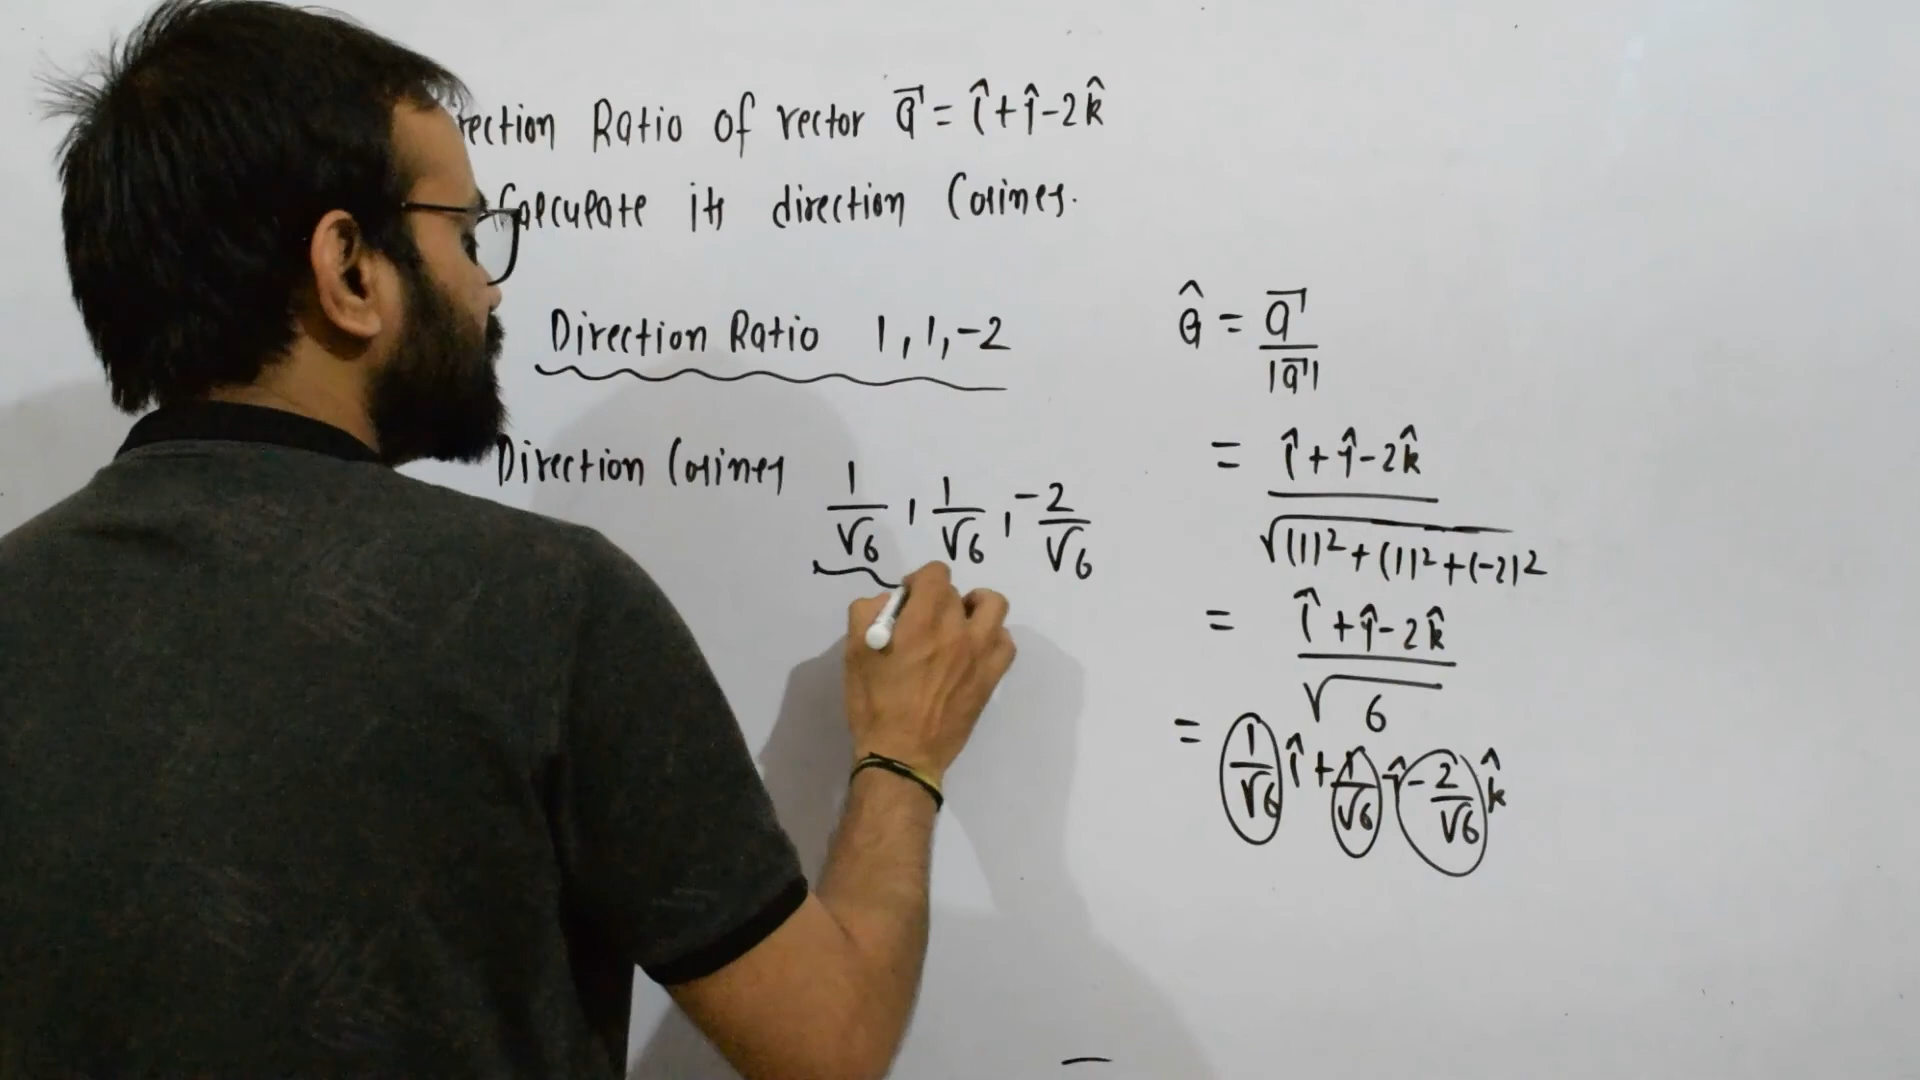 rection Ratio of vector a⃗ = î + ĵ - 2k̂
Calculate its direction Cosines.
Direction Ratio 1, 1, -2
Direction Cosines 1/√6 , 1/√6 , -2/√6
â = a⃗/|a⃗|
= (î + ĵ - 2k̂)/√((1)² + (1)² + (-2)²)
= (î + ĵ - 2k̂)/√6
= 1/√6 î + 1/√6 ĵ - 2/√6 k̂